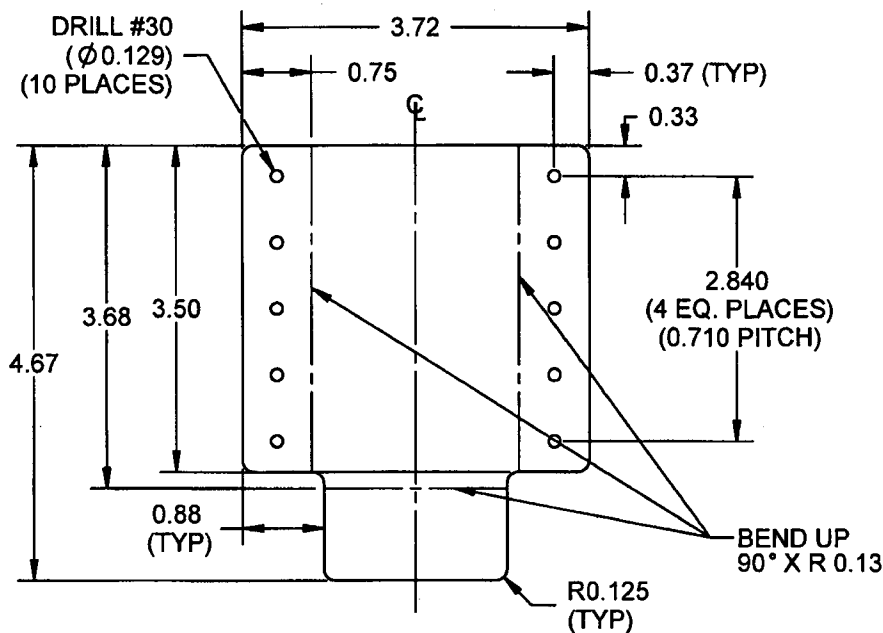 DRILL #30
(Ø0.129)
(10 PLACES)
3.72
0.75
0.37 (TYP)
℄
0.33
4.67
3.68
3.50
2.840
(4 EQ. PLACES)
(0.710 PITCH)
0.88
(TYP)
BEND UP
90° X R 0.13
R0.125
(TYP)